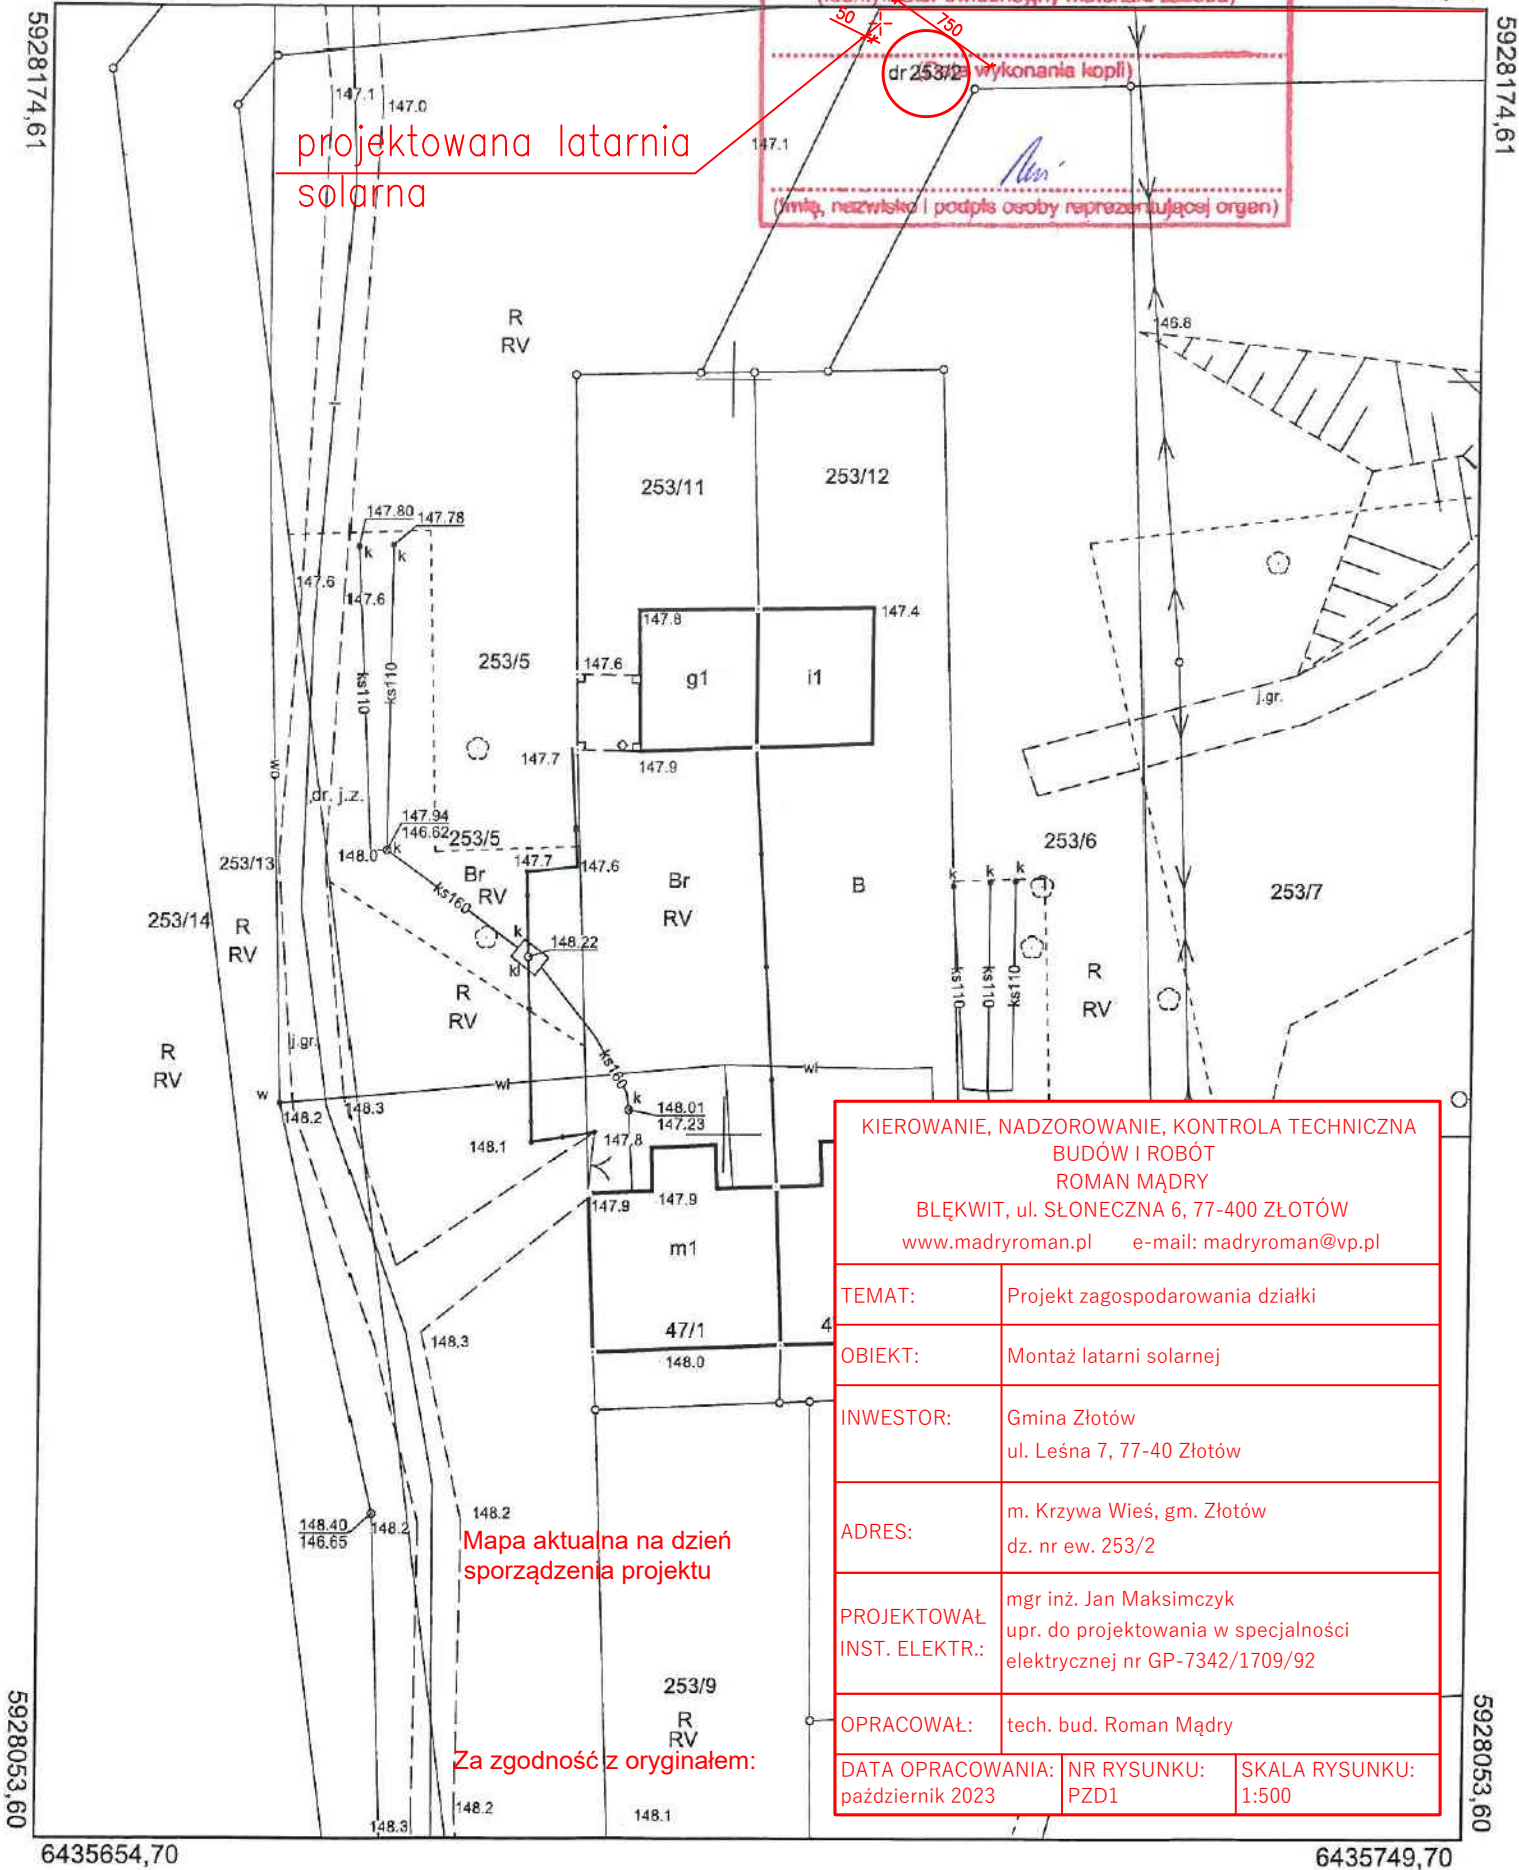 5928174,61
5928174,61
50
750
dr 253/2
wykonania kopii)
(imię, nazwisko i podpis osoby reprezentującej organ)
projektowana latarnia
solarna
147.1
147.0
147.1
R
RV
146.8
253/11
253/12
147.80
147.78
k
k
147.6
147.6
ks110
ks110
253/5
147.6
147.8
147.4
g1
i1
147.7
147.9
j.gr.
wo
dr. j.z.
147.94
146.62
253/5
148.0
k
253/13
Br
RV
147.7
147.6
ks160
Br
RV
B
253/6
k
k
k
253/7
253/14
R
RV
k
148.22
kl
ks110
ks110
ks110
R
RV
R
RV
R
RV
j.gr.
ks160
w
wl
wl
148.2
148.3
k
148.01
147.23
148.1
147.8
147.9
147.9
m1
47/1
4
148.3
148.0
148.40
146.65
148.2
148.2
Mapa aktualna na dzień
sporządzenia projektu
253/9
R
RV
Za zgodność z oryginałem:
148.3
148.2
148.1
KIEROWANIE, NADZOROWANIE, KONTROLA TECHNICZNA
BUDÓW I ROBÓT
ROMAN MĄDRY
BLĘKWIT, ul. SŁONECZNA 6, 77-400 ZŁOTÓW
www.madryroman.pl e-mail: madryroman@vp.pl
TEMAT: Projekt zagospodarowania działki
OBIEKT: Montaż latarni solarnej
INWESTOR: Gmina Złotów
ul. Leśna 7, 77-40 Złotów
ADRES: m. Krzywa Wieś, gm. Złotów
dz. nr ew. 253/2
PROJEKTOWAŁ INST. ELEKTR.: mgr inż. Jan Maksimczyk
upr. do projektowania w specjalności
elektrycznej nr GP-7342/1709/92
OPRACOWAŁ: tech. bud. Roman Mądry
DATA OPRACOWANIA: NR RYSUNKU: SKALA RYSUNKU:
październik 2023 PZD1 1:500
5928053,60
5928053,60
6435654,70
6435749,70